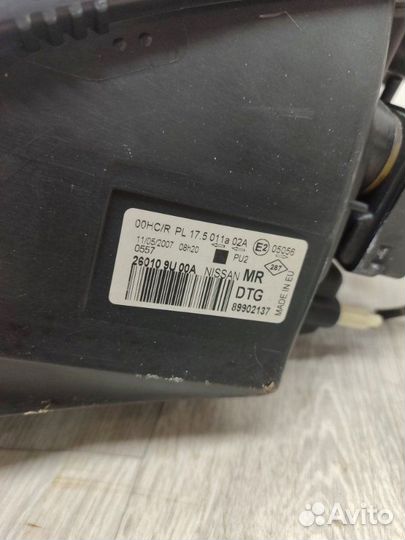 00HC/R PL 17.5 011a 02A E2 05056
11/05/2007 08h20 PU2
0557
26010 9U 00A NISSAN MR
DTG
89902137
287
MADE IN EU
Avito